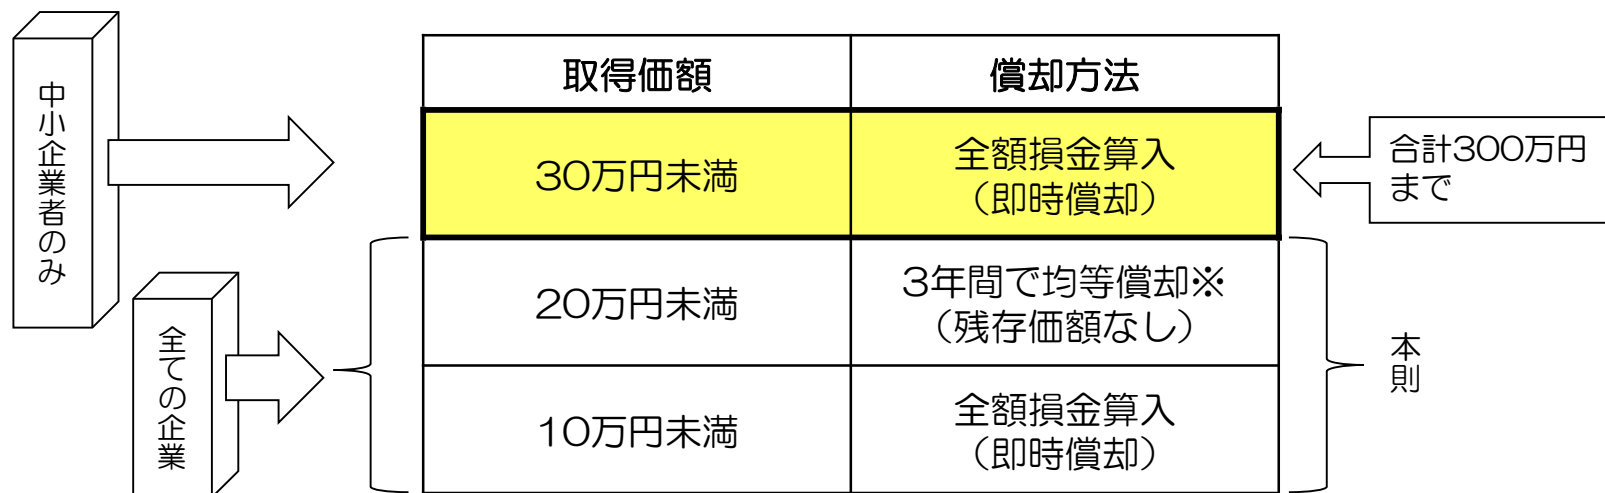 中小企業者のみ
取得価額
償却方法
30万円未満
全額損金算入
（即時償却）
合計300万円
まで
全ての企業
20万円未満
3年間で均等償却※
（残存価額なし）
10万円未満
全額損金算入
（即時償却）
本則